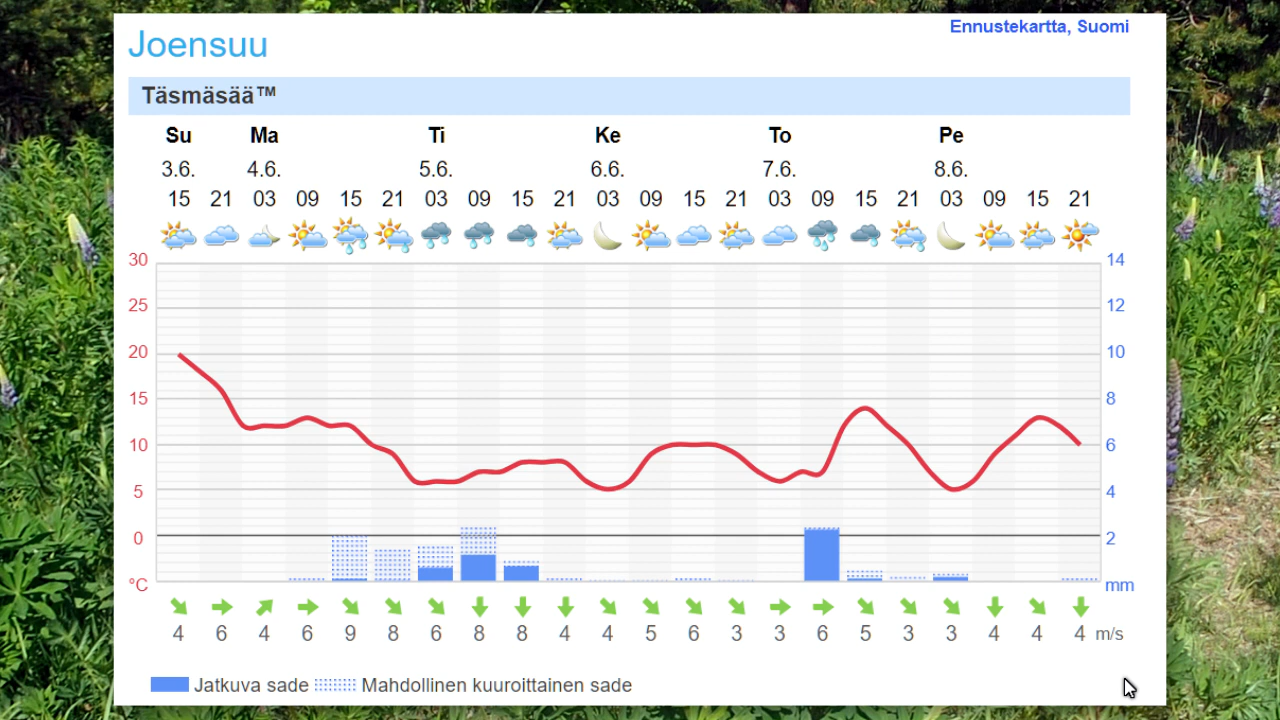 Ennustekartta, Suomi
Joensuu
Täsmäsää™
Su Ma Ti Ke To Pe
3.6. 4.6. 5.6. 6.6. 7.6. 8.6.
15 21 03 09 15 21 03 09 15 21 03 09 15 21 03 09 15 21 03 09 15 21
30 14
25 12
20 10
15 8
10 6
5 4
0 2
°C mm
4 6 4 6 9 8 6 8 8 4 4 5 6 3 3 6 5 3 3 4 4 4 m/s
Jatkuva sade Mahdollinen kuuroittainen sade